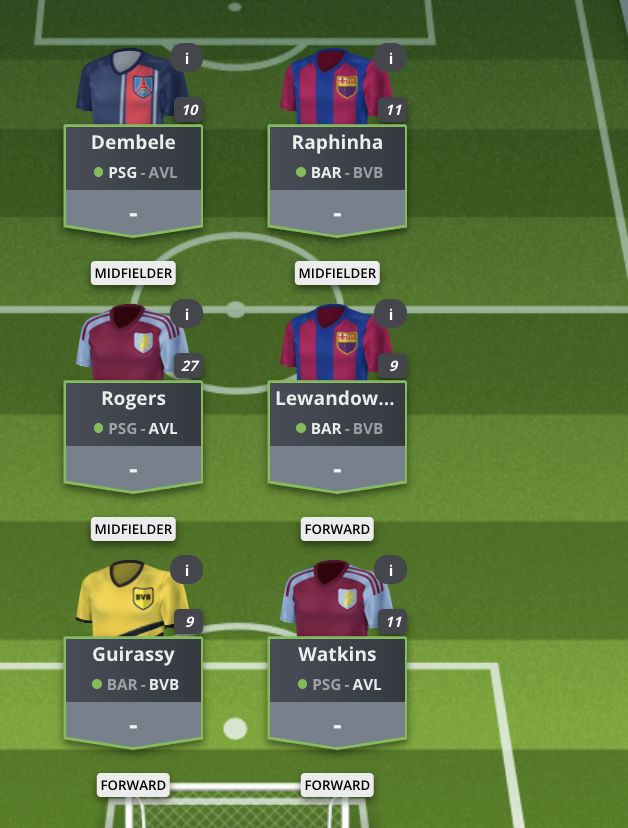 i i
10 11
Dembele Raphinha
PSG - AVL BAR - BVB
- -
MIDFIELDER MIDFIELDER
i i
27 9
Rogers Lewandow...
PSG - AVL BAR - BVB
- -
MIDFIELDER FORWARD
i i
BVB
9 11
Guirassy Watkins
BAR - BVB PSG - AVL
- -
FORWARD FORWARD